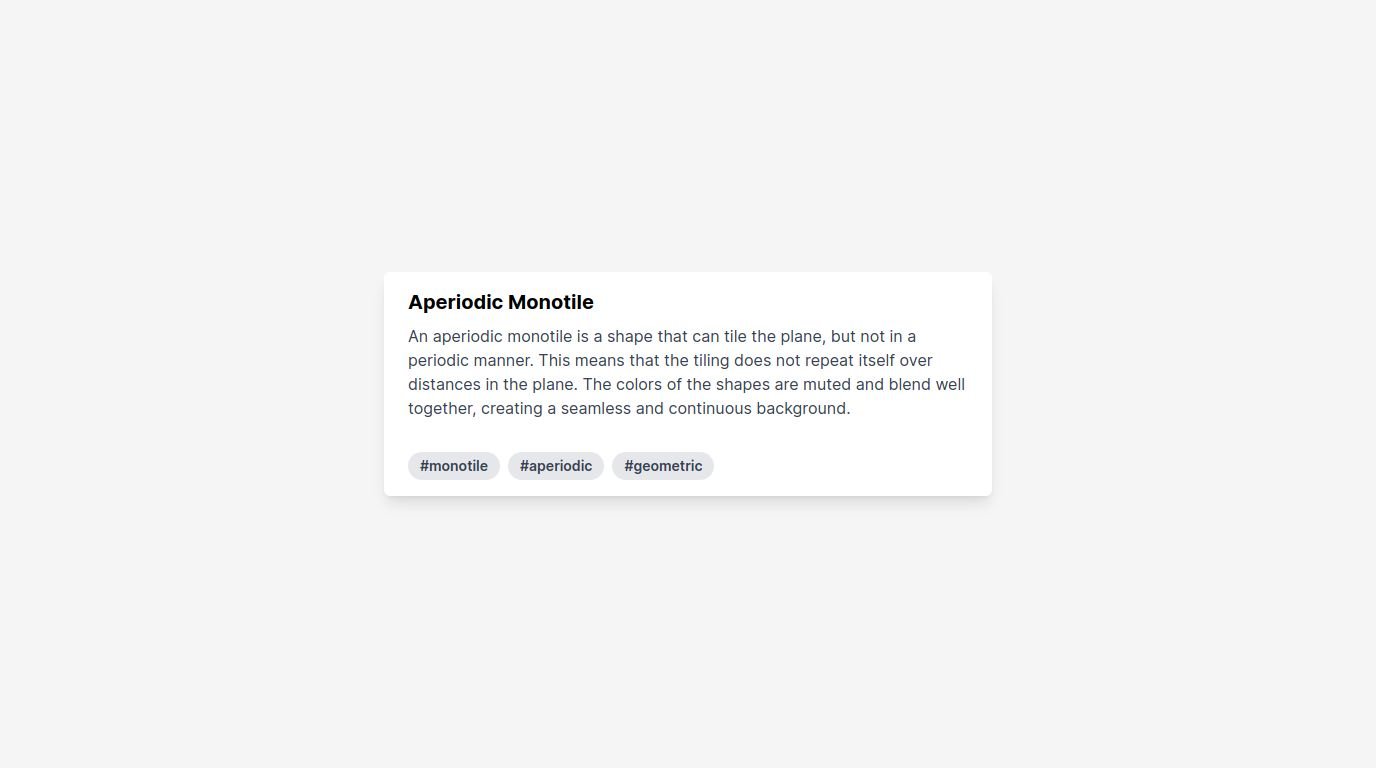 Aperiodic Monotile
An aperiodic monotile is a shape that can tile the plane, but not in a
periodic manner. This means that the tiling does not repeat itself over
distances in the plane. The colors of the shapes are muted and blend well
together, creating a seamless and continuous background.
#monotile #aperiodic #geometric